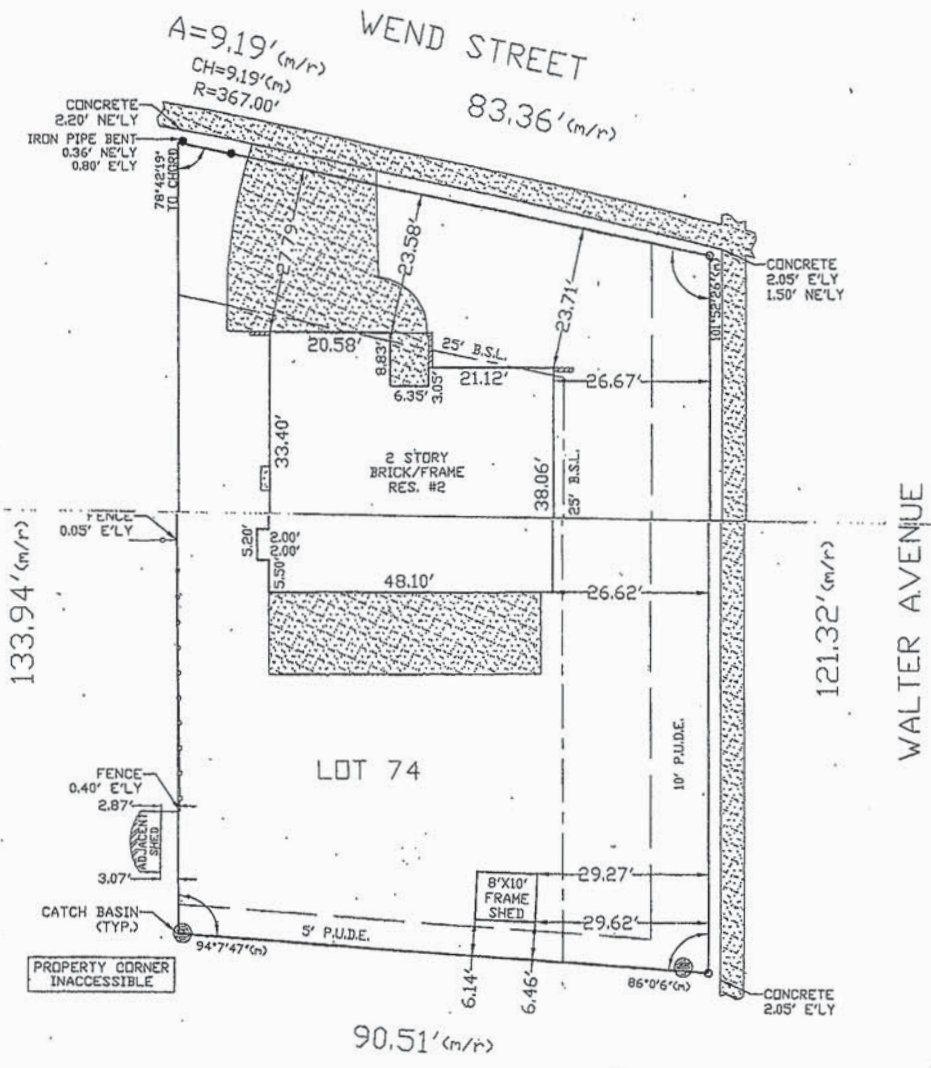 WEND STREET
A=9.19'(m/r)
CH=9.19'(m)
R=367.00'
83.36'(m/r)
CONCRETE
2.20' NE'LY
IRON PIPE BENT
0.36' NE'LY
0.80' E'LY
78°42'19"
TO CHORD
CONCRETE
2.05' E'LY
1.50' NE'LY
101°52'26"(m)
27.79'
23.58'
23.71'
20.58'
8.83'
25' B.S.L.
21.12'
6.35'
3.05'
26.67'
33.40'
2 STORY
BRICK/FRAME
RES. #2
38.06'
25' B.S.L.
FENCE
0.05' E'LY
5.20'
2.00'
2.00'
5.50'
48.10'
26.62'
133.94'(m/r)
121.32'(m/r)
WALTER AVENUE
LOT 74
10' P.U.D.E.
FENCE
0.40' E'LY
2.87'
ADJACENT
SHED
3.07'
8'X10'
FRAME
SHED
29.27'
29.62'
CATCH BASIN
(TYP.)
5' P.U.D.E.
94°7'47"(m)
PROPERTY CORNER
INACCESSIBLE
6.14'
6.46'
86°0'6"(m)
CONCRETE
2.05' E'LY
90.51'(m/r)